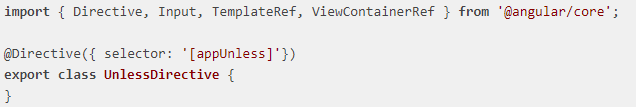 import { Directive, Input, TemplateRef, ViewContainerRef } from '@angular/core';
@Directive({ selector: '[appUnless]'})
export class UnlessDirective {
}